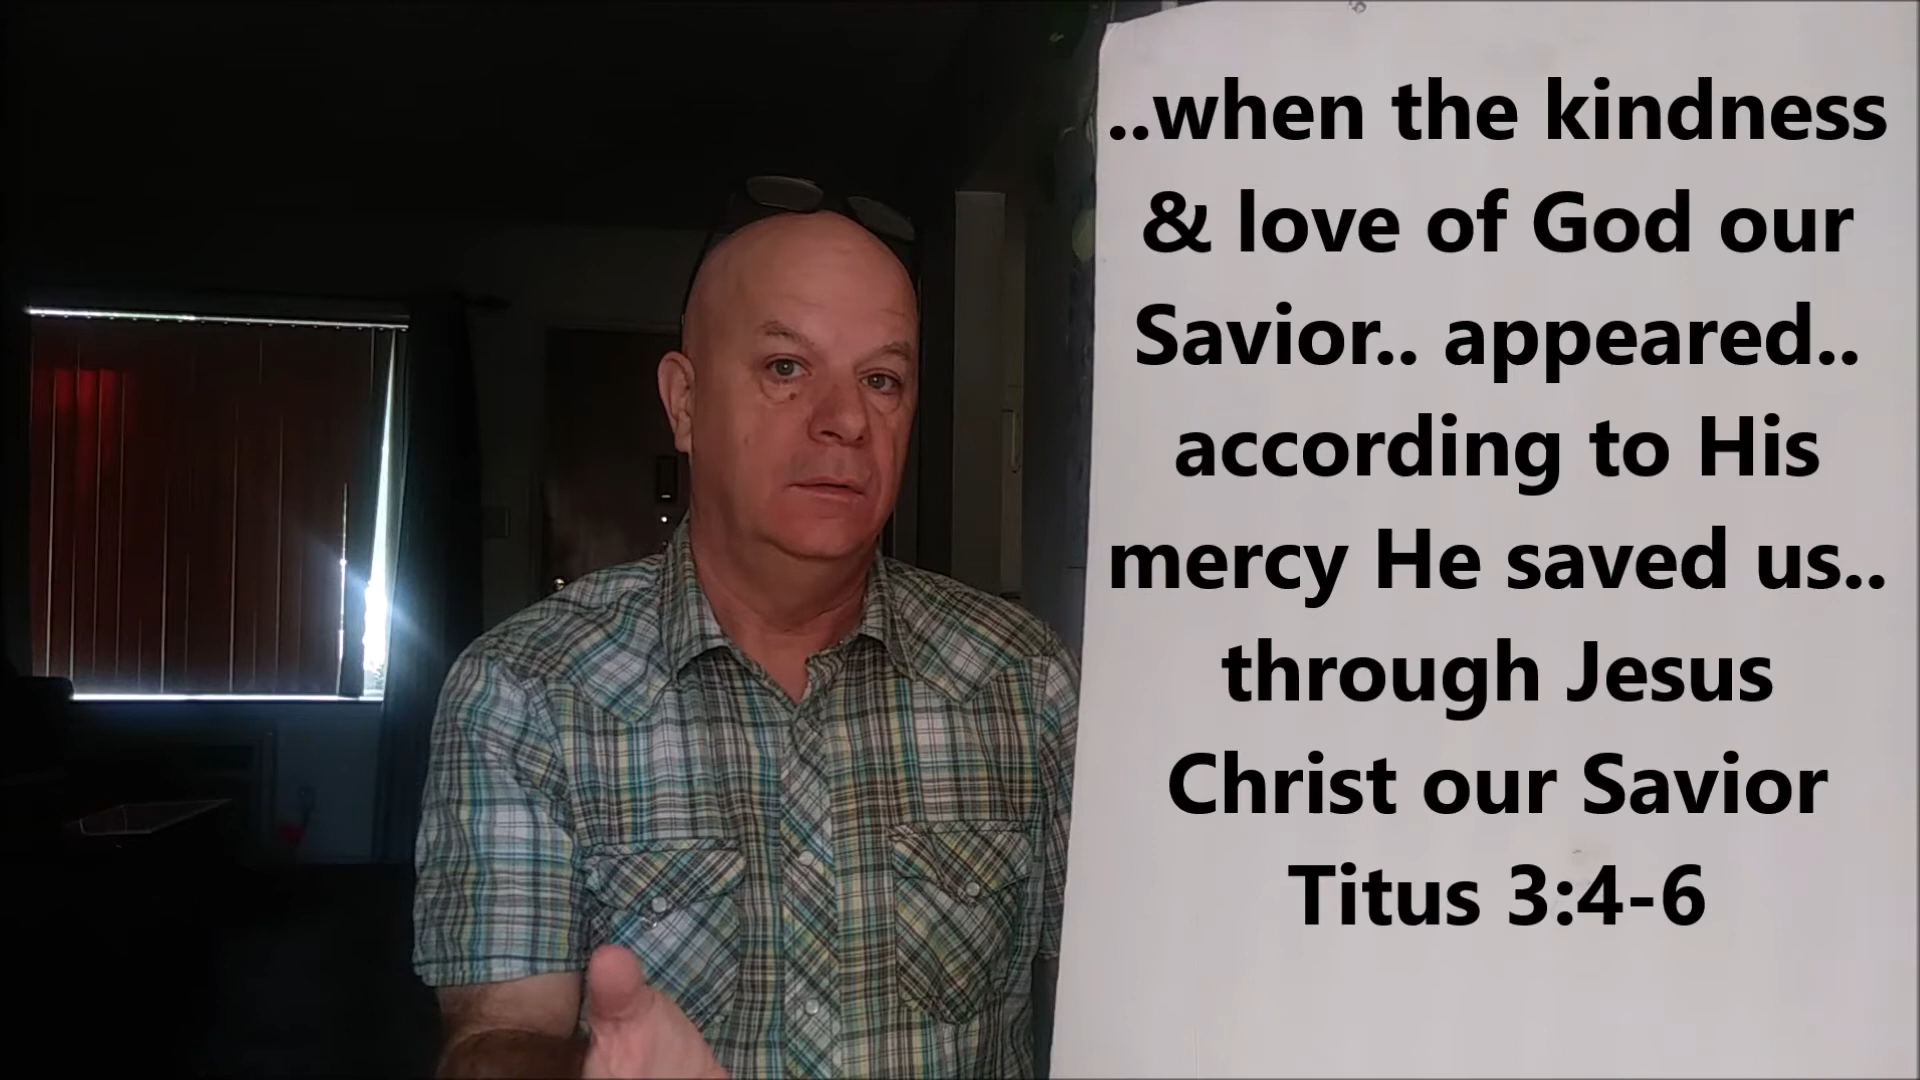 ..when the kindness
& love of God our
Savior.. appeared..
according to His
mercy He saved us..
through Jesus
Christ our Savior
Titus 3:4-6